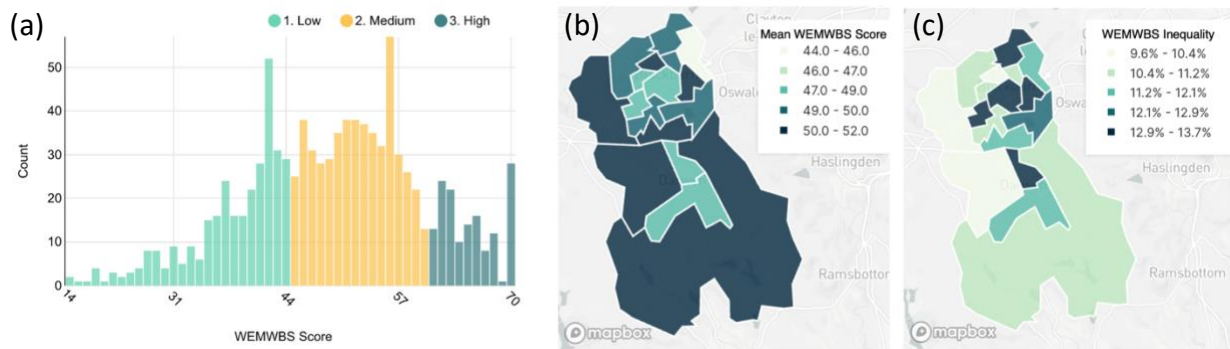 (a)
1. Low
2. Medium
3. High
50
40
30
20
10
0
Count
14
31
44
57
70
WEMWBS Score
(b)
Clayton
Mean WEMWBS Score
44.0 - 46.0
46.0 - 47.0
47.0 - 49.0
49.0 - 50.0
50.0 - 52.0
Haslingden
Ramsbottom
mapbox
(c)
WEMWBS Inequality
9.6% - 10.4%
10.4% - 11.2%
11.2% - 12.1%
12.1% - 12.9%
12.9% - 13.7%
Haslingden
Ramsbottom
mapbox